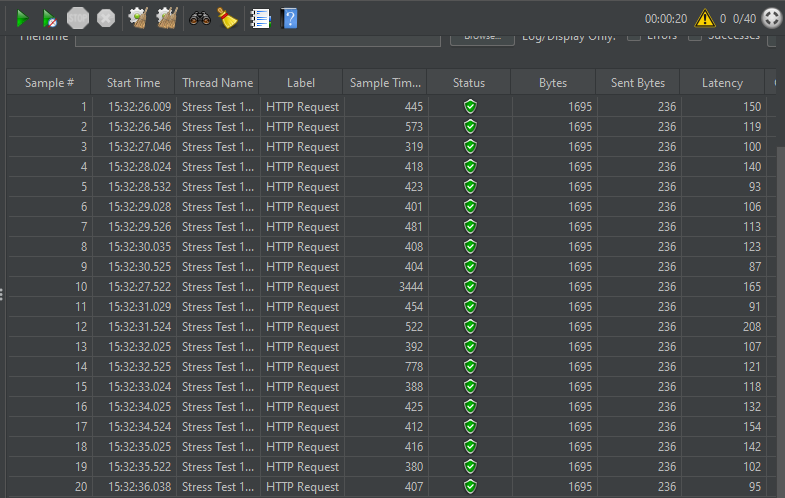 STOP
00:00:20 0 0/40
Filename Browse... Log/Display Only: Errors Successes
Sample # Start Time Thread Name Label Sample Tim... Status Bytes Sent Bytes Latency
1 15:32:26.009 Stress Test 1... HTTP Request 445 1695 236 150
2 15:32:26.546 Stress Test 1... HTTP Request 573 1695 236 119
3 15:32:27.046 Stress Test 1... HTTP Request 319 1695 236 100
4 15:32:28.024 Stress Test 1... HTTP Request 418 1695 236 140
5 15:32:28.532 Stress Test 1... HTTP Request 423 1695 236 93
6 15:32:29.028 Stress Test 1... HTTP Request 401 1695 236 106
7 15:32:29.526 Stress Test 1... HTTP Request 481 1695 236 113
8 15:32:30.035 Stress Test 1... HTTP Request 408 1695 236 123
9 15:32:30.525 Stress Test 1... HTTP Request 404 1695 236 87
10 15:32:27.522 Stress Test 1... HTTP Request 3444 1695 236 165
11 15:32:31.029 Stress Test 1... HTTP Request 454 1695 236 91
12 15:32:31.524 Stress Test 1... HTTP Request 522 1695 236 208
13 15:32:32.025 Stress Test 1... HTTP Request 392 1695 236 107
14 15:32:32.525 Stress Test 1... HTTP Request 778 1695 236 121
15 15:32:33.024 Stress Test 1... HTTP Request 388 1695 236 118
16 15:32:34.025 Stress Test 1... HTTP Request 425 1695 236 132
17 15:32:34.524 Stress Test 1... HTTP Request 412 1695 236 154
18 15:32:35.025 Stress Test 1... HTTP Request 416 1695 236 142
19 15:32:35.522 Stress Test 1... HTTP Request 380 1695 236 102
20 15:32:36.038 Stress Test 1... HTTP Request 407 1695 236 95